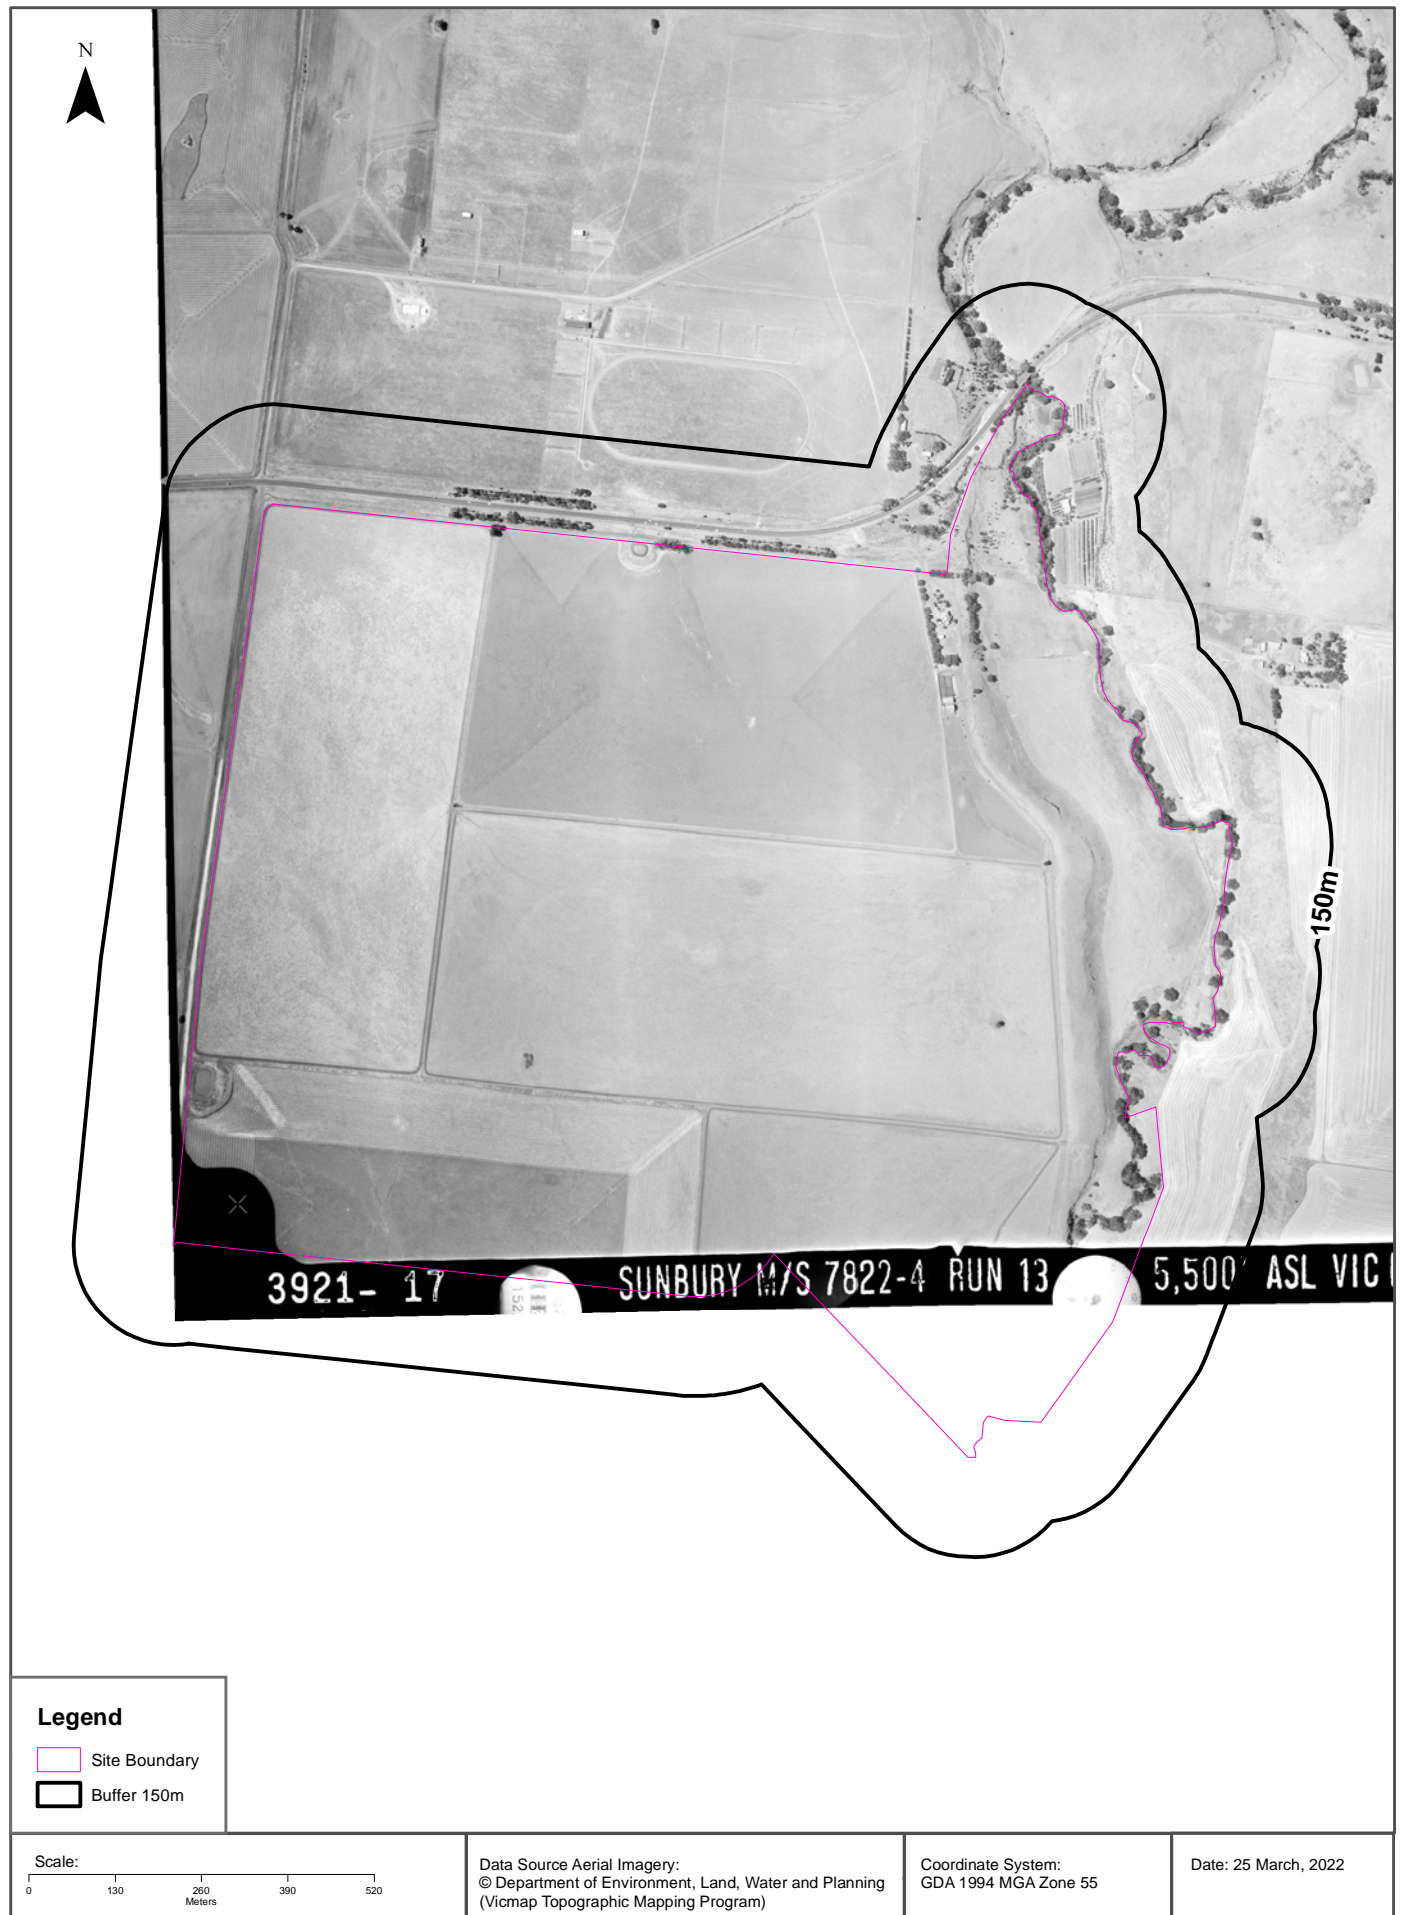 N
150m
3921- 17
SUNBURY M/S 7822-4 RUN 13
5,500' ASL VIC
Legend
Site Boundary
Buffer 150m
Scale:
0 130 260 390 520
Meters
Data Source Aerial Imagery:
© Department of Environment, Land, Water and Planning
(Vicmap Topographic Mapping Program)
Coordinate System:
GDA 1994 MGA Zone 55
Date: 25 March, 2022